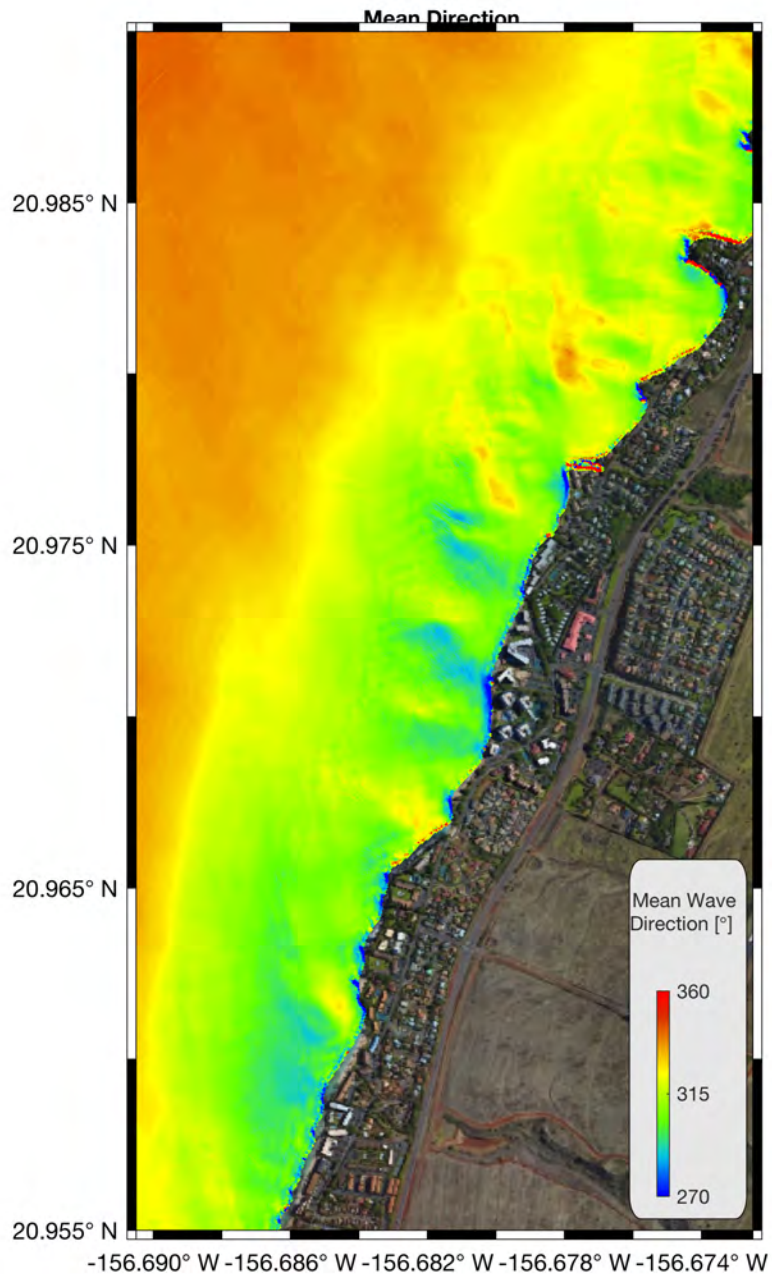 Mean Direction
20.985° N
20.975° N
20.965° N
20.955° N
Mean Wave
Direction [°]
360
315
270
-156.690° W -156.686° W -156.682° W -156.678° W -156.674° W